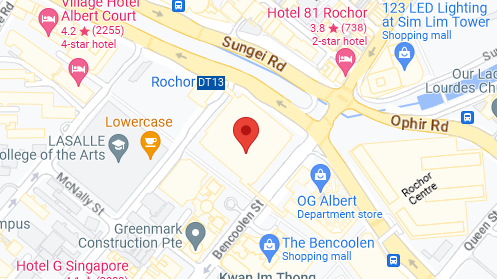 Village Hotel
Albert Court
4.2 ★ (2255)
4-star hotel
Hotel 81 Rochor
3.8 ★ (738)
2-star hotel
123 LED Lighting
at Sim Lim Tower
Shopping mall
Sungei Rd
Rochor DT13
Our La
Lourdes Ch
Lowercase
Ophir Rd
LASALLE
College of the Arts
McNally St
Rochor
Centre
OG Albert
Department store
mpus
Greenmark
Construction Pte
Bencoolen St
The Bencoolen
Shopping mall
Queen S
Hotel G Singapore
Kwan Im Thong